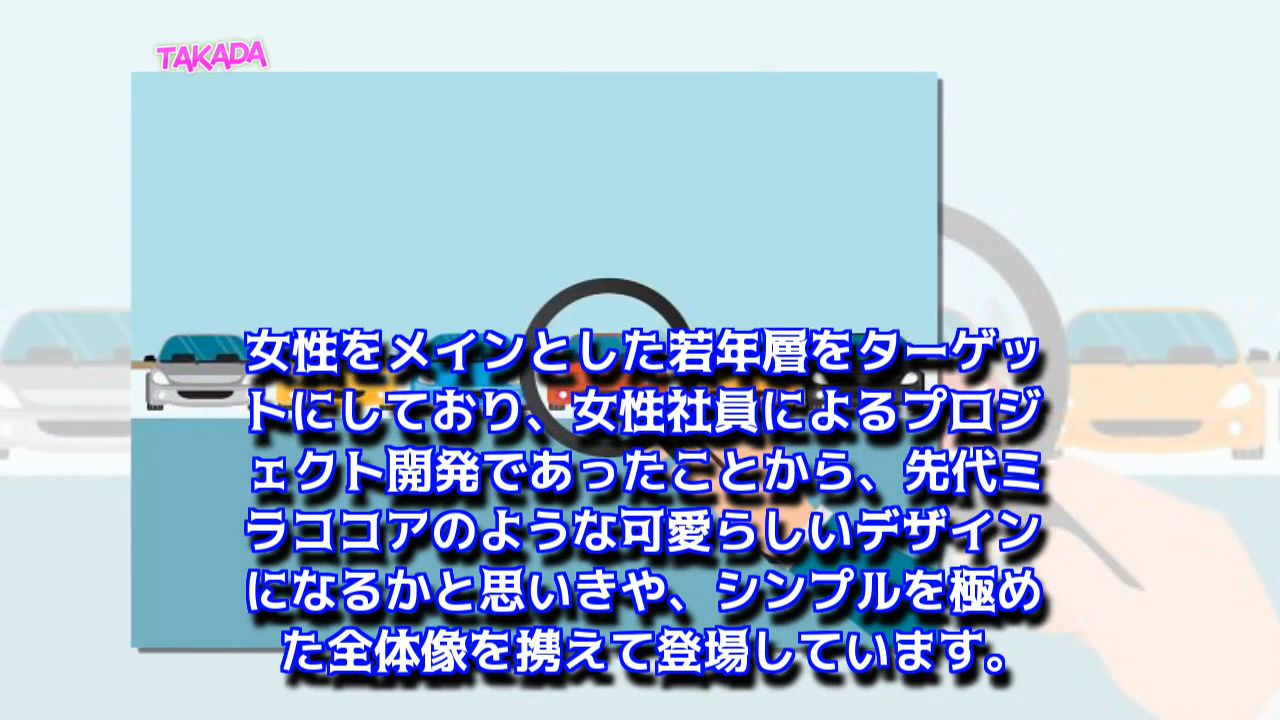 TAKADA
女性をメインとした若年層をターゲッ
トにしており、女性社員によるプロジ
ェクト開発であったことから、先代ミ
ラココアのような可愛らしいデザイン
になるかと思いきや、シンプルを極め
た全体像を携えて登場しています。